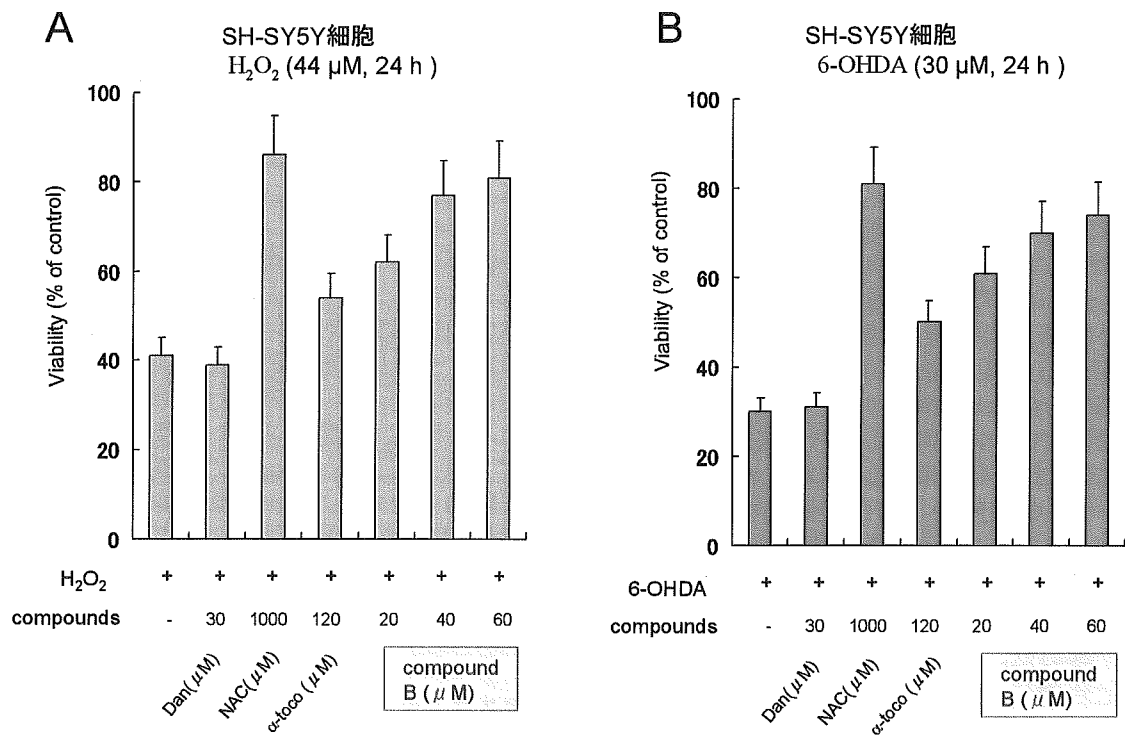 A
SH-SY5Y細胞
H₂O₂ (44 μM, 24 h )
Viability (% of control)
100
80
60
40
20
0
H₂O₂ + + + + + + +
compounds - 30 1000 120 20 40 60
Dan(μM)
NAC(μM)
α-toco (μM)
compound
B (μM)
B
SH-SY5Y細胞
6-OHDA (30 μM, 24 h )
Viability (% of control)
100
80
60
40
20
0
6-OHDA + + + + + + +
compounds - 30 1000 120 20 40 60
Dan(μM)
NAC(μM)
α-toco (μM)
compound
B (μM)